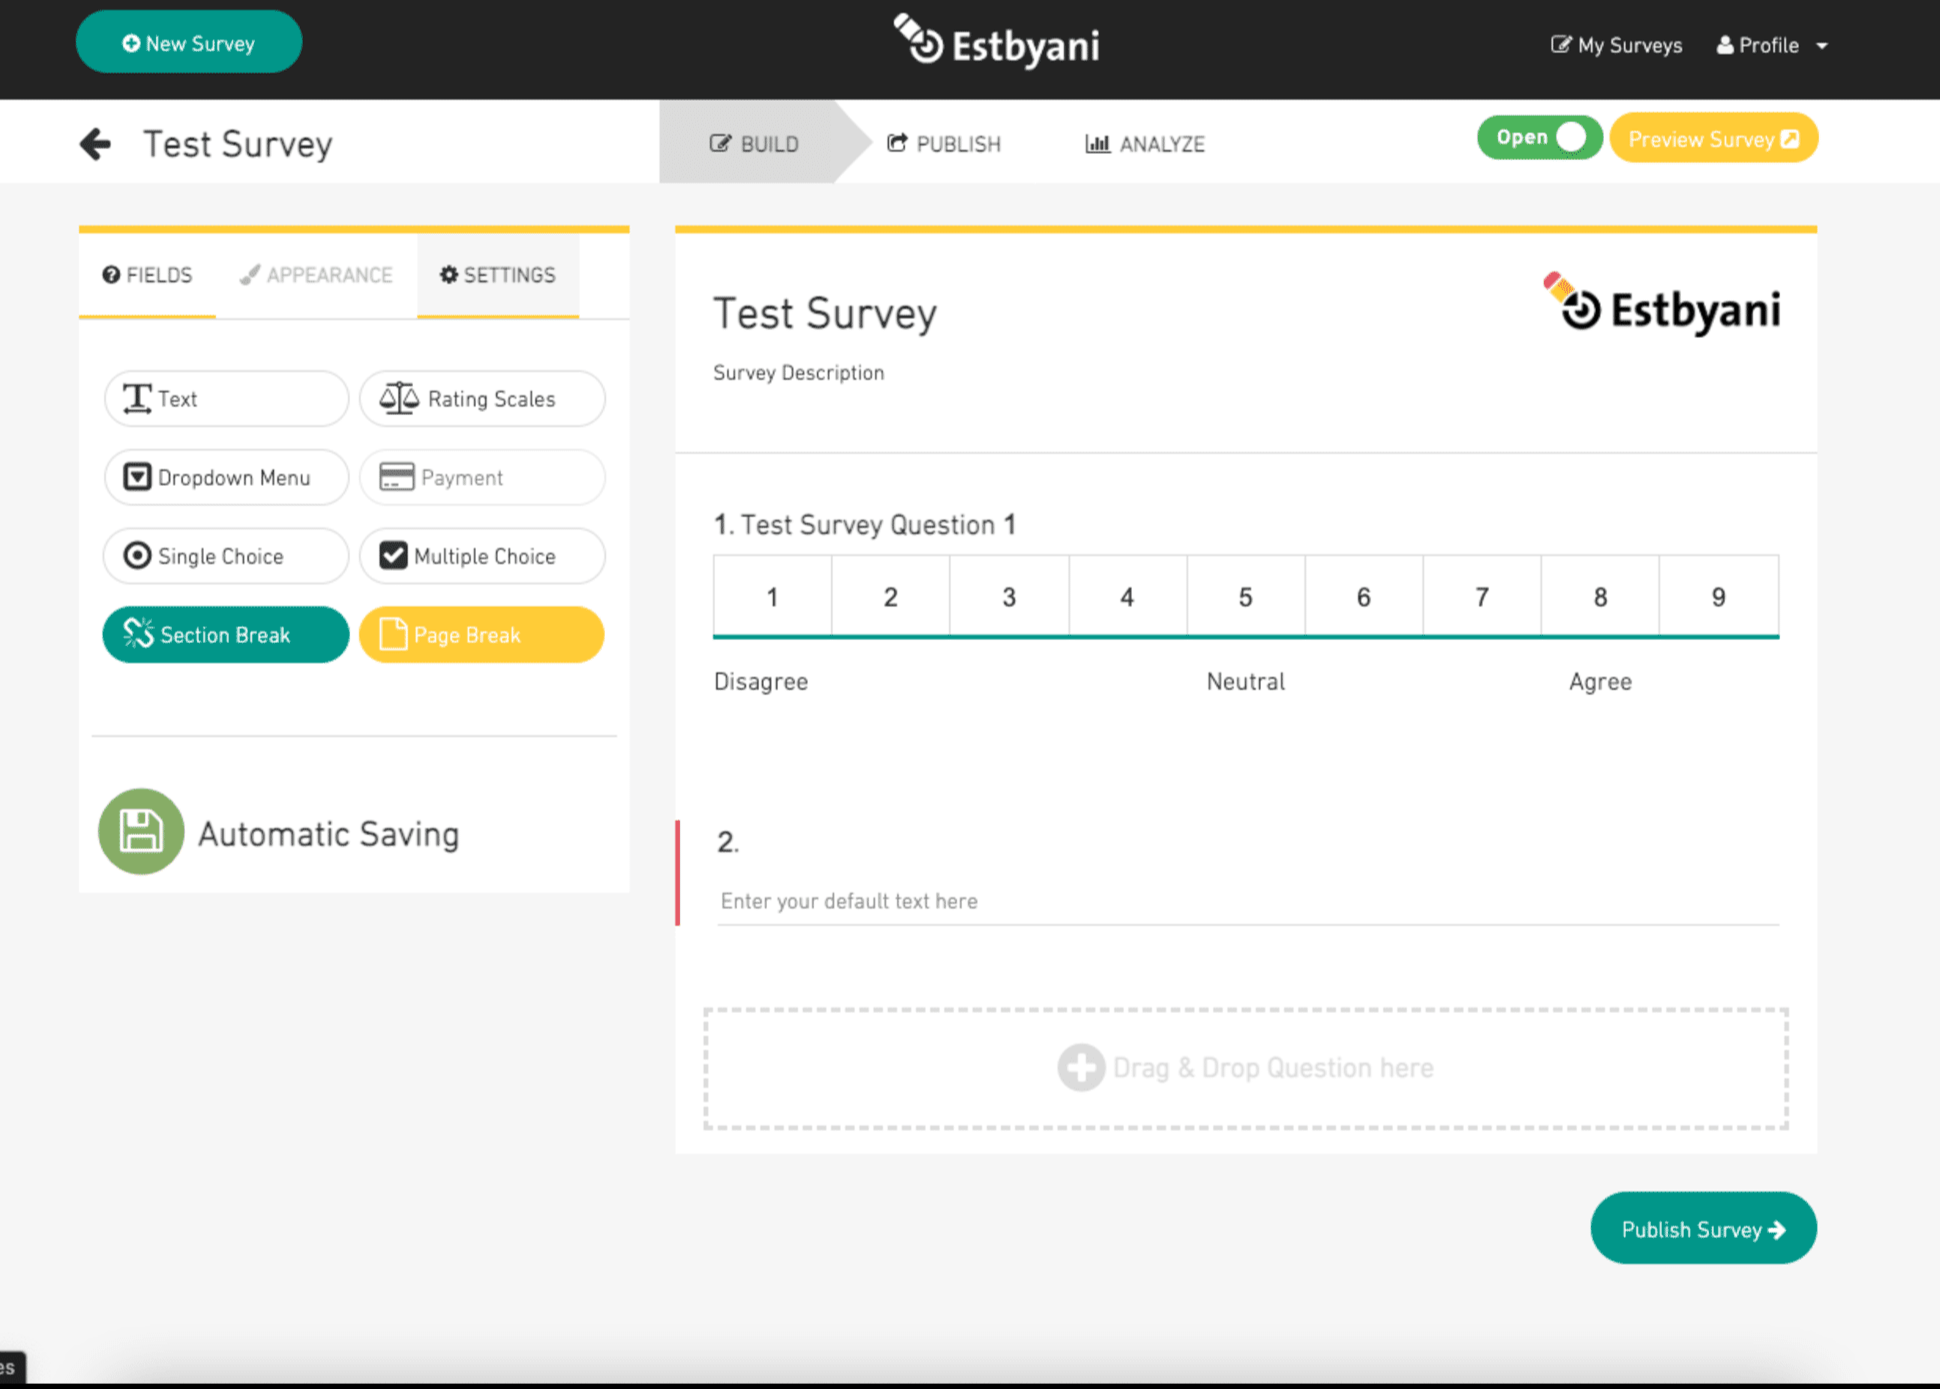 New Survey
Estbyani
My Surveys
Profile
Test Survey
BUILD
PUBLISH
ANALYZE
Open
Preview Survey
FIELDS
APPEARANCE
SETTINGS
Text
Rating Scales
Dropdown Menu
Payment
Single Choice
Multiple Choice
Section Break
Page Break
Automatic Saving
Test Survey
Estbyani
Survey Description
1. Test Survey Question 1
1 2 3 4 5 6 7 8 9
Disagree Neutral Agree
2.
Enter your default text here
Drag & Drop Question here
Publish Survey
es